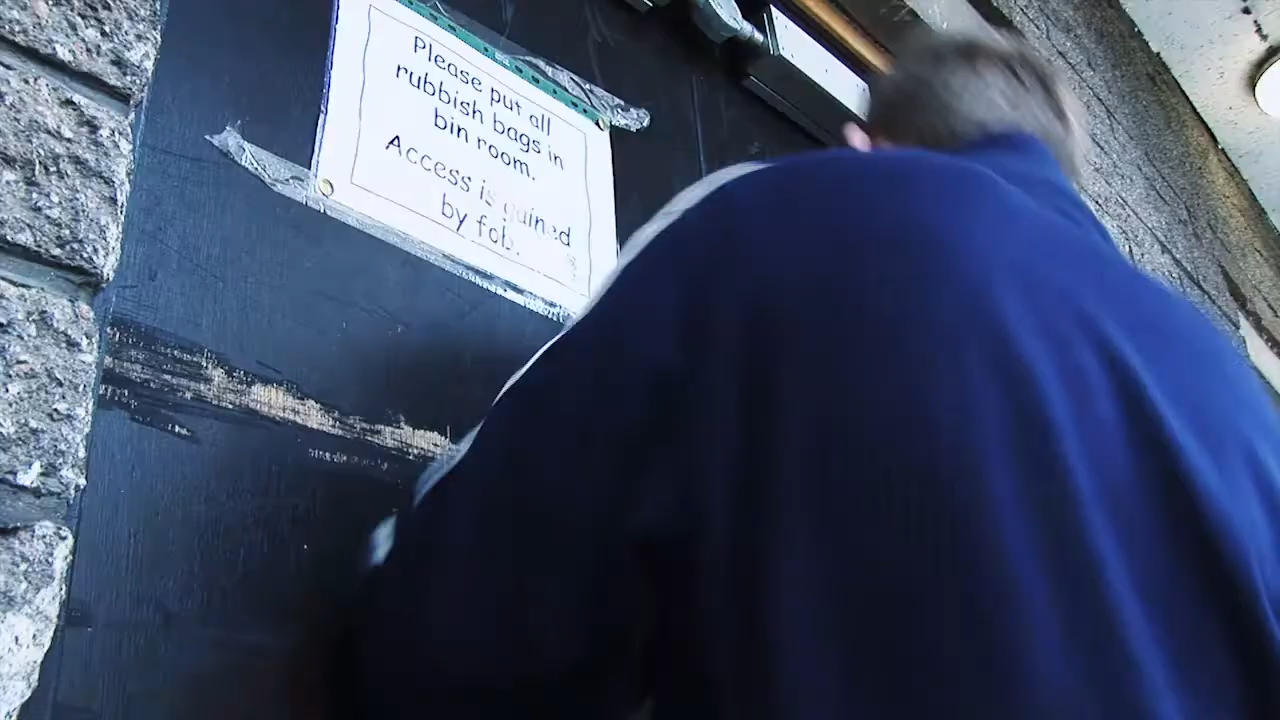 Please put all
rubbish bags in
bin room.
Access is gained
by fob.